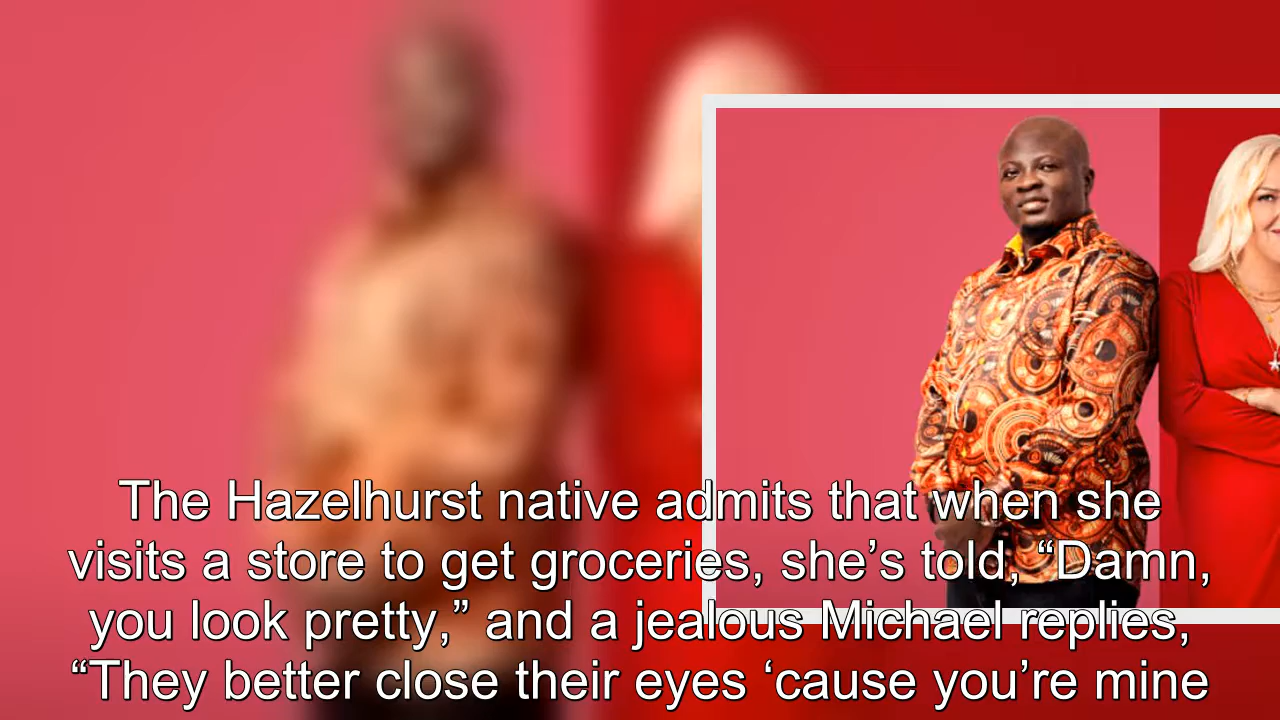 The Hazelhurst native admits that when she
visits a store to get groceries, she’s told, “Damn,
you look pretty,” and a jealous Michael replies,
“They better close their eyes ‘cause you’re mine